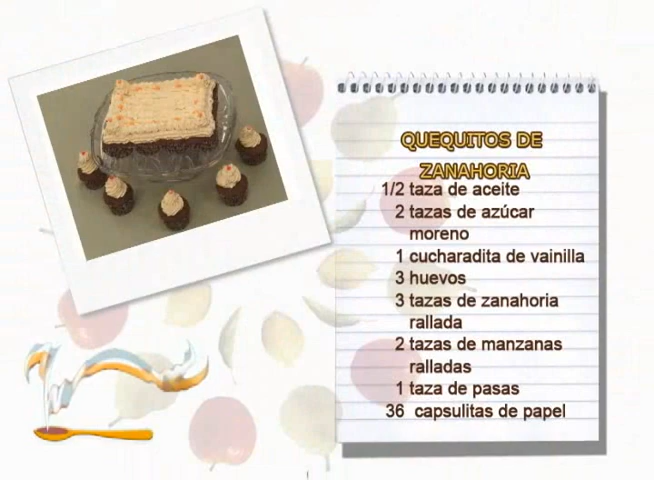 QUEQUITOS DE
ZANAHORIA
1/2 taza de aceite
2 tazas de azúcar
moreno
1 cucharadita de vainilla
3 huevos
3 tazas de zanahoria
rallada
2 tazas de manzanas
ralladas
1 taza de pasas
36 capsulitas de papel